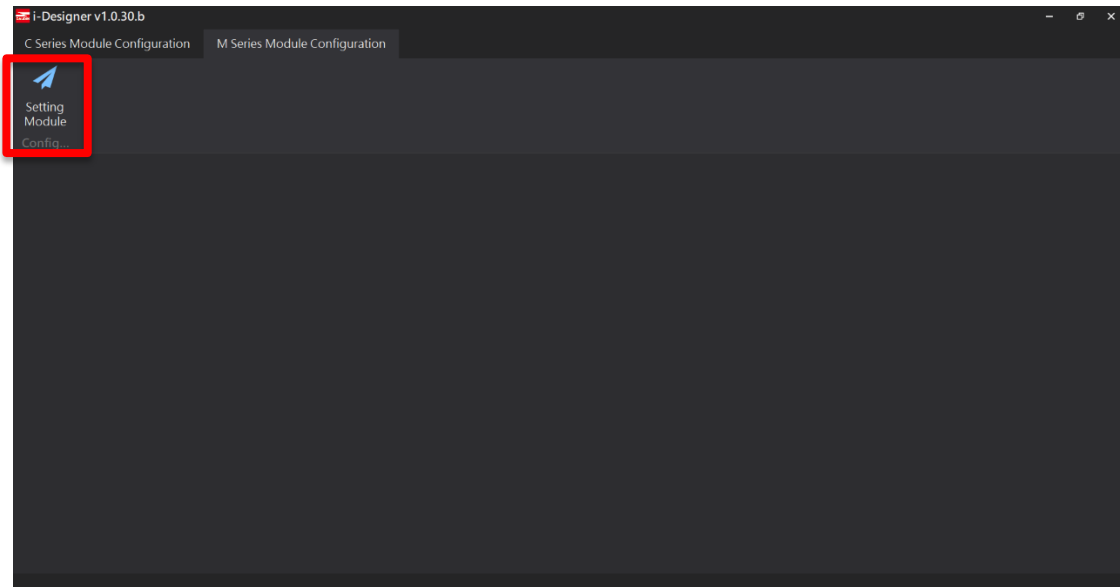 i-Designer v1.0.30.b
C Series Module Configuration M Series Module Configuration
Setting
Module
Config...